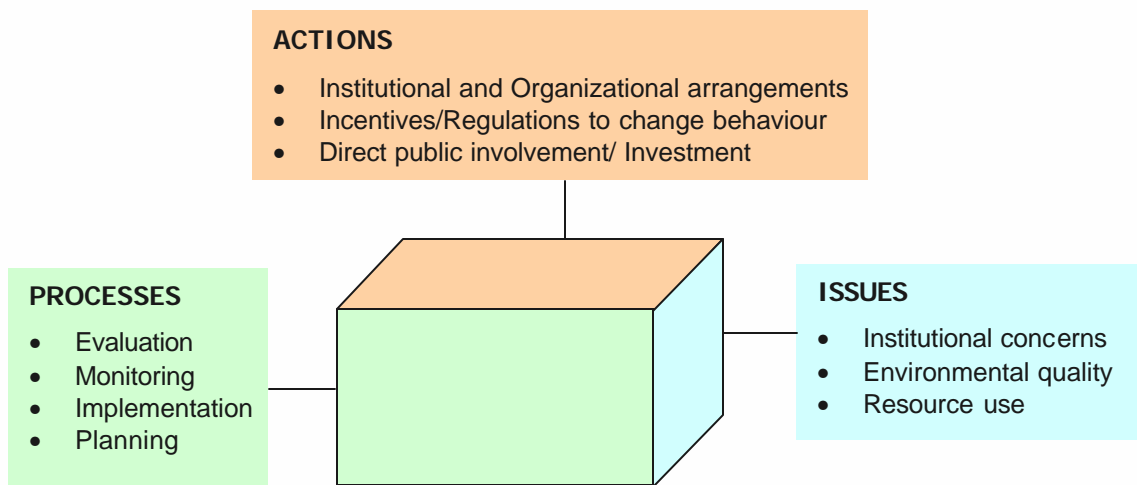 ACTIONS
• Institutional and Organizational arrangements
• Incentives/Regulations to change behaviour
• Direct public involvement/ Investment
PROCESSES
• Evaluation
• Monitoring
• Implementation
• Planning
ISSUES
• Institutional concerns
• Environmental quality
• Resource use